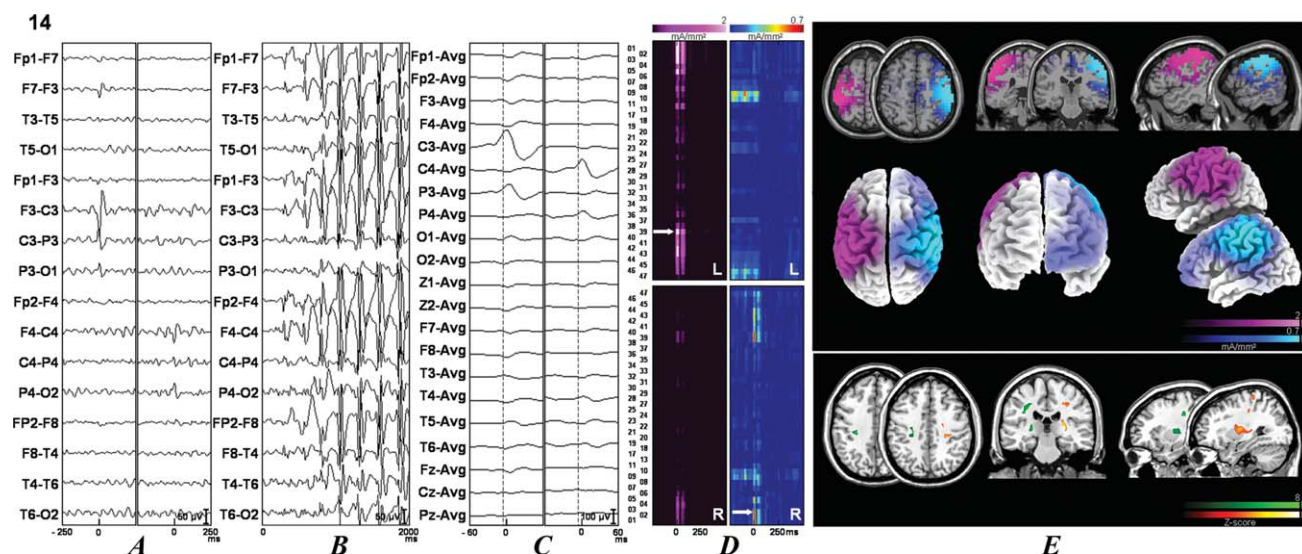 14
Fp1-F7
F7-F3
T3-T5
T5-O1
Fp1-F3
F3-C3
C3-P3
P3-O1
Fp2-F4
F4-C4
C4-P4
P4-O2
FP2-F8
F8-T4
T4-T6
T6-O2
50 µV
-250 0 0 250
ms
A
Fp1-F7
F7-F3
T3-T5
T5-O1
Fp1-F3
F3-C3
C3-P3
P3-O1
Fp2-F4
F4-C4
C4-P4
P4-O2
FP2-F8
F8-T4
T4-T6
T6-O2
50 µV
0 1000 2000
ms
B
Fp1-Avg
Fp2-Avg
F3-Avg
F4-Avg
C3-Avg
C4-Avg
P3-Avg
P4-Avg
O1-Avg
O2-Avg
Z1-Avg
Z2-Avg
F7-Avg
F8-Avg
T3-Avg
T4-Avg
T5-Avg
T6-Avg
Fz-Avg
Cz-Avg
Pz-Avg
100 µV
-60 0 0 60
ms
C
2 0.7
mA/mm²
mA/mm²
L L
R R
0 250 0 250 ms
D
2
0.7
mA/mm²
8
Z-score
E